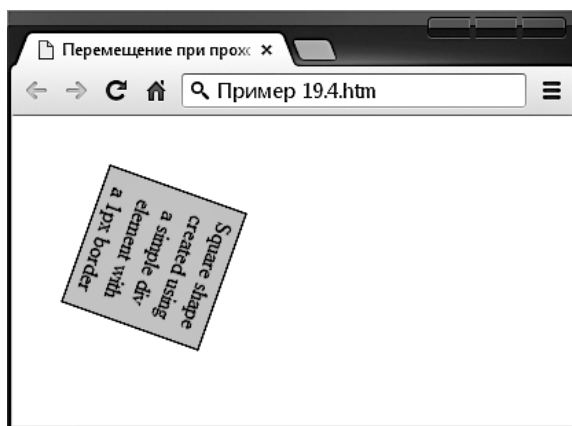 Перемещение при прохо
Пример 19.4.htm
Square shape
created using
a simple div
element with
a 1px border